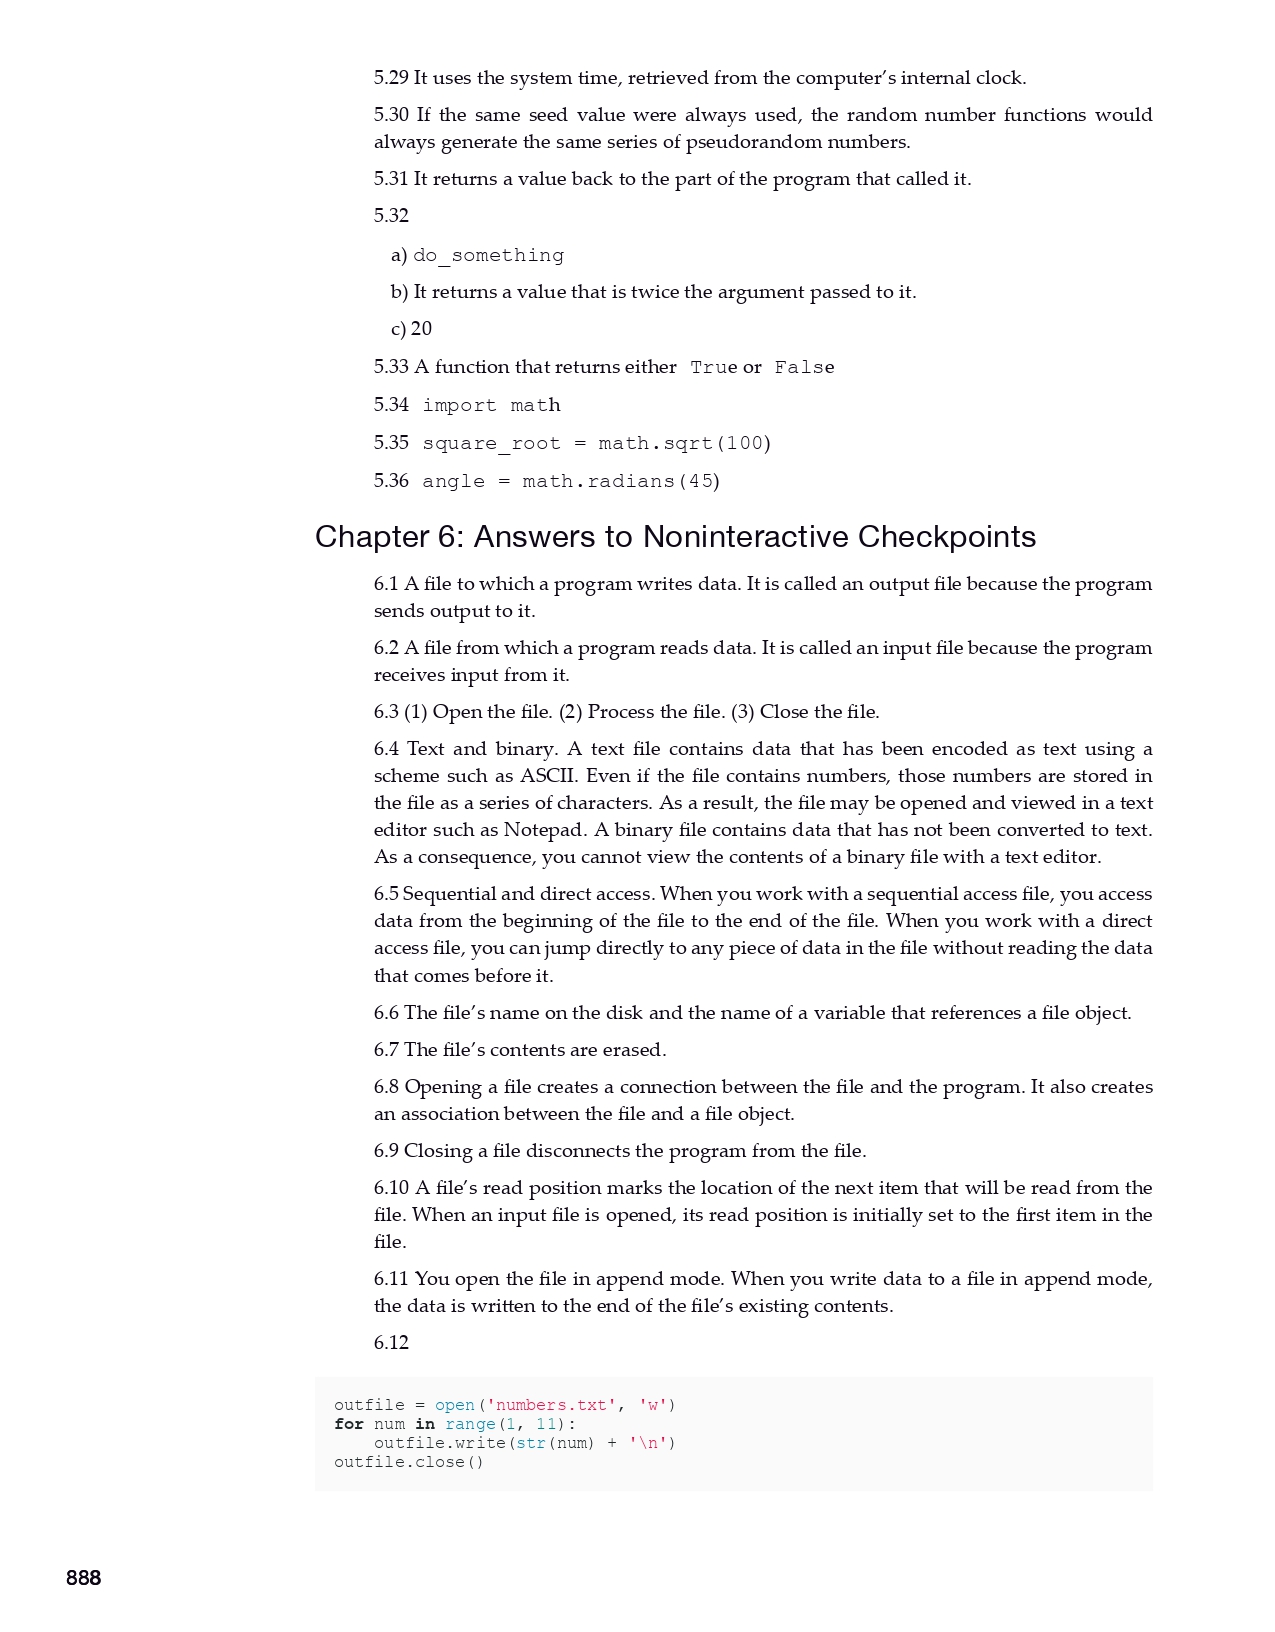 5.29 It uses the system time, retrieved from the computer’s internal clock.
5.30 If the same seed value were always used, the random number functions would
always generate the same series of pseudorandom numbers.
5.31 It returns a value back to the part of the program that called it.
5.32
a) do_something
b) It returns a value that is twice the argument passed to it.
c) 20
5.33 A function that returns either True or False
5.34 import math
5.35 square_root = math.sqrt(100)
5.36 angle = math.radians(45)
Chapter 6: Answers to Noninteractive Checkpoints
6.1 A file to which a program writes data. It is called an output file because the program
sends output to it.
6.2 A file from which a program reads data. It is called an input file because the program
receives input from it.
6.3 (1) Open the file. (2) Process the file. (3) Close the file.
6.4 Text and binary. A text file contains data that has been encoded as text using a
scheme such as ASCII. Even if the file contains numbers, those numbers are stored in
the file as a series of characters. As a result, the file may be opened and viewed in a text
editor such as Notepad. A binary file contains data that has not been converted to text.
As a consequence, you cannot view the contents of a binary file with a text editor.
6.5 Sequential and direct access. When you work with a sequential access file, you access
data from the beginning of the file to the end of the file. When you work with a direct
access file, you can jump directly to any piece of data in the file without reading the data
that comes before it.
6.6 The file’s name on the disk and the name of a variable that references a file object.
6.7 The file’s contents are erased.
6.8 Opening a file creates a connection between the file and the program. It also creates
an association between the file and a file object.
6.9 Closing a file disconnects the program from the file.
6.10 A file’s read position marks the location of the next item that will be read from the
file. When an input file is opened, its read position is initially set to the first item in the
file.
6.11 You open the file in append mode. When you write data to a file in append mode,
the data is written to the end of the file’s existing contents.
6.12
outfile = open('numbers.txt', 'w')
for num in range(1, 11):
    outfile.write(str(num) + '\n')
outfile.close()
888